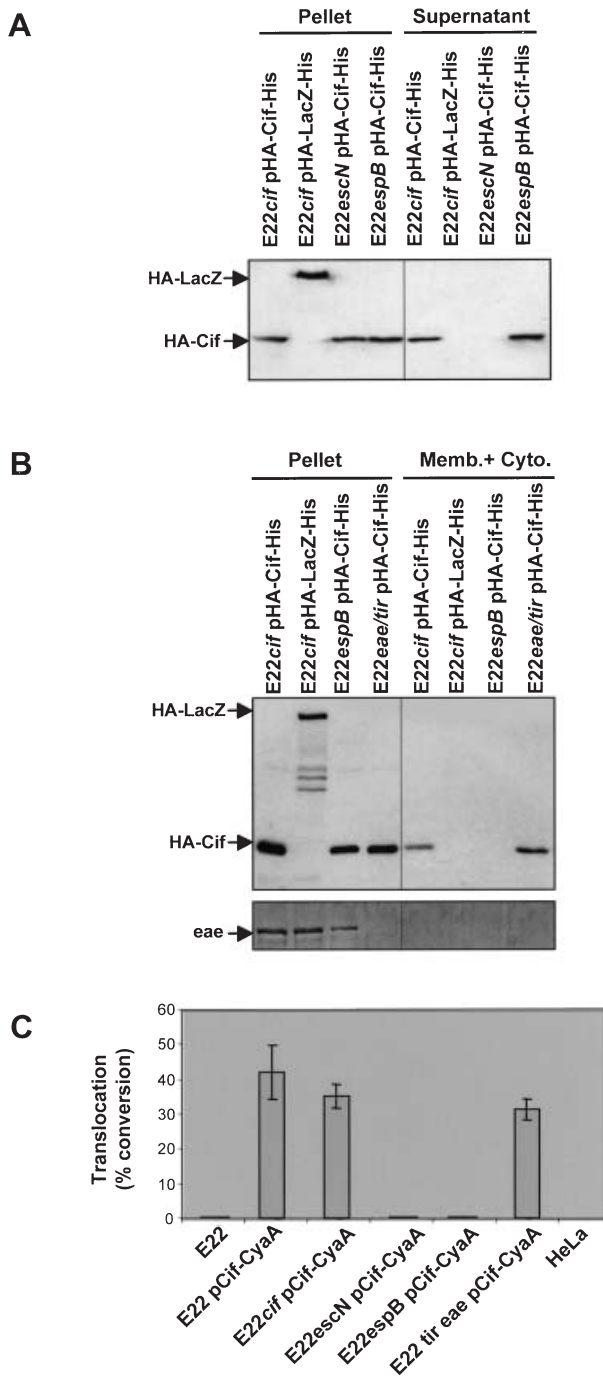 A
Pellet
Supernatant
E22cif pHA-Cif-His
E22cif pHA-LacZ-His
E22escN pHA-Cif-His
E22espB pHA-Cif-His
E22cif pHA-Cif-His
E22cif pHA-LacZ-His
E22escN pHA-Cif-His
E22espB pHA-Cif-His
HA-LacZ
HA-Cif
B
Pellet
Memb.+ Cyto.
E22cif pHA-Cif-His
E22cif pHA-LacZ-His
E22espB pHA-Cif-His
E22eae/tir pHA-Cif-His
E22cif pHA-Cif-His
E22cif pHA-LacZ-His
E22espB pHA-Cif-His
E22eae/tir pHA-Cif-His
HA-LacZ
HA-Cif
eae
C
Translocation
(% conversion)
60
50
40
30
20
10
0
E22
E22 pCif-CyaA
E22cif pCif-CyaA
E22escN pCif-CyaA
E22espB pCif-CyaA
E22 tir eae pCif-CyaA
HeLa